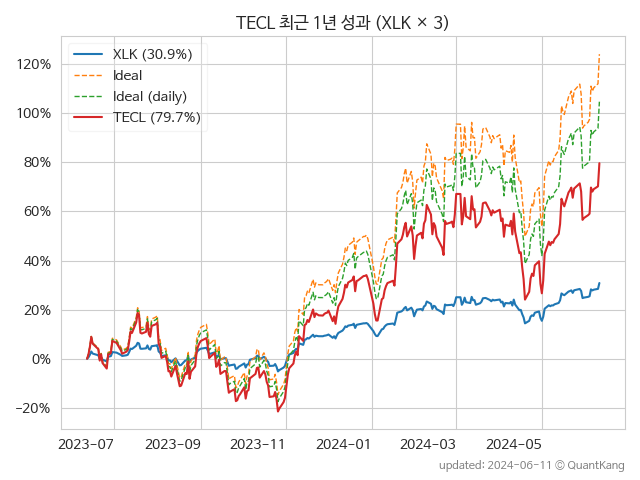 TECL 최근 1년 성과 (XLK × 3)
XLK (30.9%)
Ideal
Ideal (daily)
TECL (79.7%)
120%
100%
80%
60%
40%
20%
0%
−20%
2023-07
2023-09
2023-11
2024-01
2024-03
2024-05
updated: 2024-06-11 © QuantKang